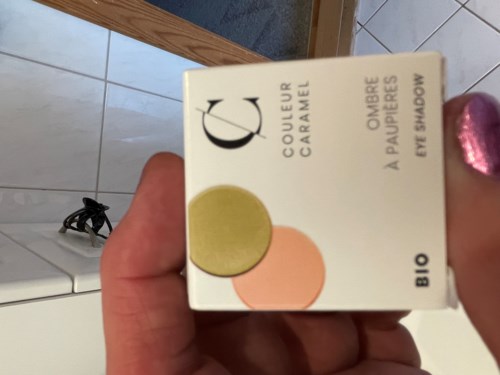 C
COULEUR
CARAMEL
OMBRE
À PAUPIÈRES
EYE SHADOW
BIO